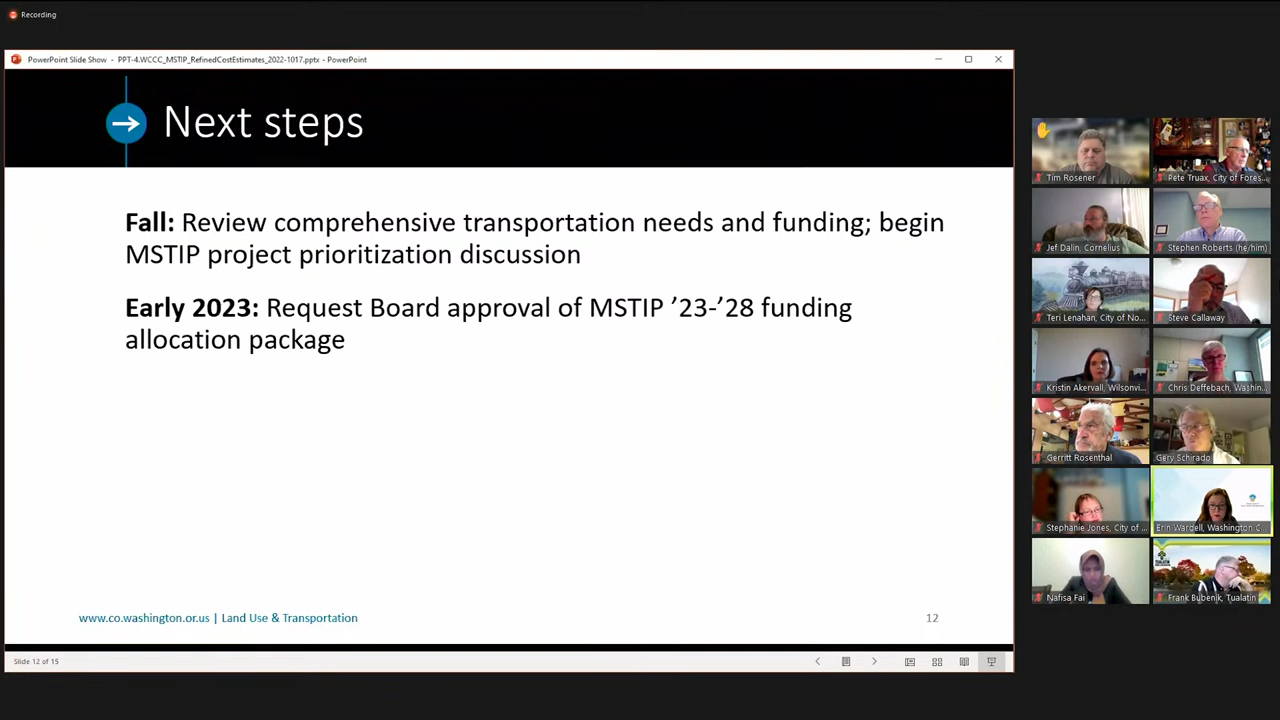 Recording
PowerPoint Slide Show - PPT-4.WCCC_MSTIP_RefinedCostEstimates_2022-1017.pptx - PowerPoint
Next steps
Fall: Review comprehensive transportation needs and funding; begin
MSTIP project prioritization discussion
Early 2023: Request Board approval of MSTIP ’23-’28 funding
allocation package
www.co.washington.or.us | Land Use & Transportation
12
Slide 12 of 15
Tim Rosener
Pete Truax, City of Fores...
Jef Dalin, Cornelius
Stephen Roberts (he/him)
Teri Lenahan, City of No...
Steve Callaway
Kristin Akervall, Wilsonvi...
Chris Deffebach, Washin...
Gerritt Rosenthal
Gery Schirado
Stephanie Jones, City of ...
Erin Wardell, Washington C...
Nafisa Fai
TUALATIN
Frank Bubenik, Tualatin